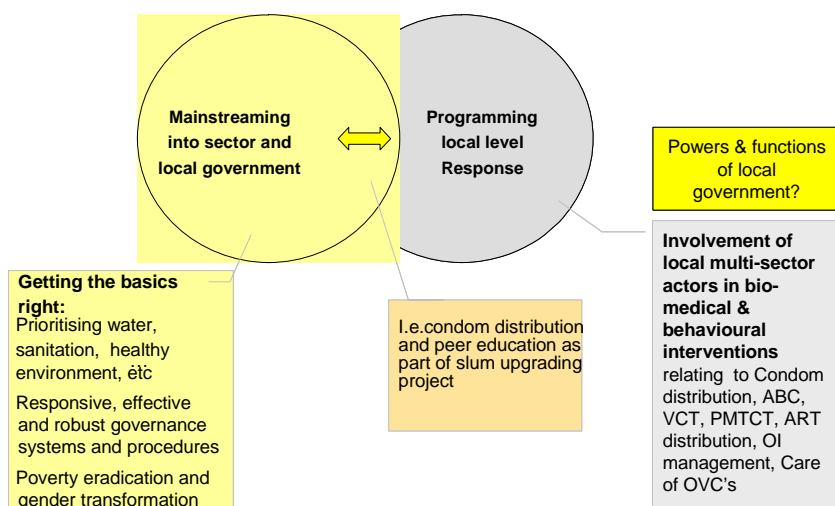 Mainstreaming
into sector and
local government
Programming
local level
Response
Powers & functions
of local
government?
Involvement of
local multi-sector
actors in bio-
medical &
behavioural
interventions
relating to Condom
distribution, ABC,
VCT, PMTCT, ART
distribution, OI
management, Care
of OVC's
Getting the basics
right:
Prioritising water,
sanitation, healthy
environment, etc
Responsive, effective
and robust governance
systems and procedures
Poverty eradication and
gender transformation
I.e.condom distribution
and peer education as
part of slum upgrading
project